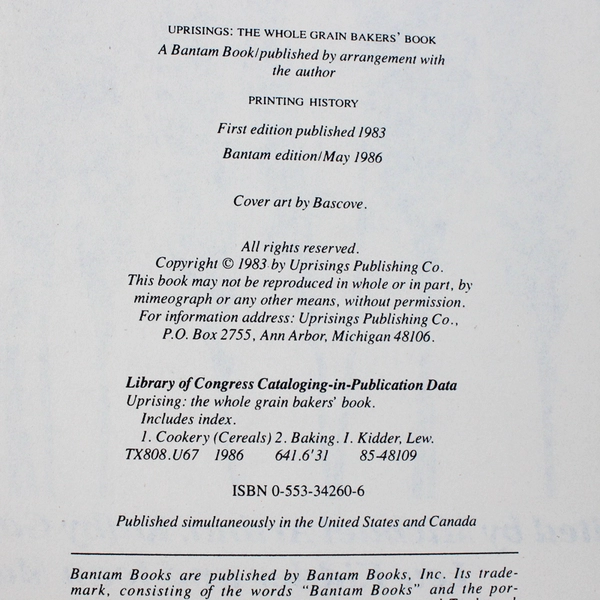 UPRISINGS: THE WHOLE GRAIN BAKERS' BOOK
A Bantam Book/published by arrangement with
the author
PRINTING HISTORY
First edition published 1983
Bantam edition/May 1986
Cover art by Bascove.
All rights reserved.
Copyright © 1983 by Uprisings Publishing Co.
This book may not be reproduced in whole or in part, by
mimeograph or any other means, without permission.
For information address: Uprisings Publishing Co.,
P.O. Box 2755, Ann Arbor, Michigan 48106.
Library of Congress Cataloging-in-Publication Data
Uprising: the whole grain bakers' book.
Includes index.
1. Cookery (Cereals) 2. Baking. I. Kidder, Lew.
TX808.U67 1986 641.6'31 85-48109
ISBN 0-553-34260-6
Published simultaneously in the United States and Canada
Bantam Books are published by Bantam Books, Inc. Its trade-
mark, consisting of the words "Bantam Books" and the por-